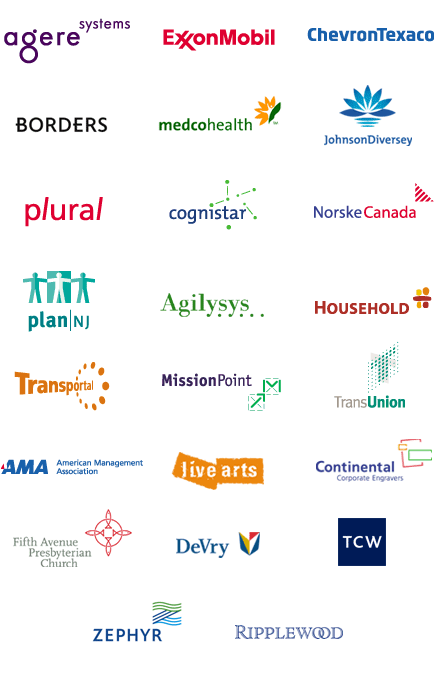 agere systems
ExxonMobil
ChevronTexaco
BORDERS
medcohealth
JohnsonDiversey
plural
cognistar
NorskeCanada
plan|NJ
Agilysys
HOUSEHOLD
Transportal
MissionPoint
TransUnion
AMA American Management
Association
live arts
Continental
Corporate Engravers
Fifth Avenue
Presbyterian
Church
DeVry
TCW
ZEPHYR
RIPPLEWOOD